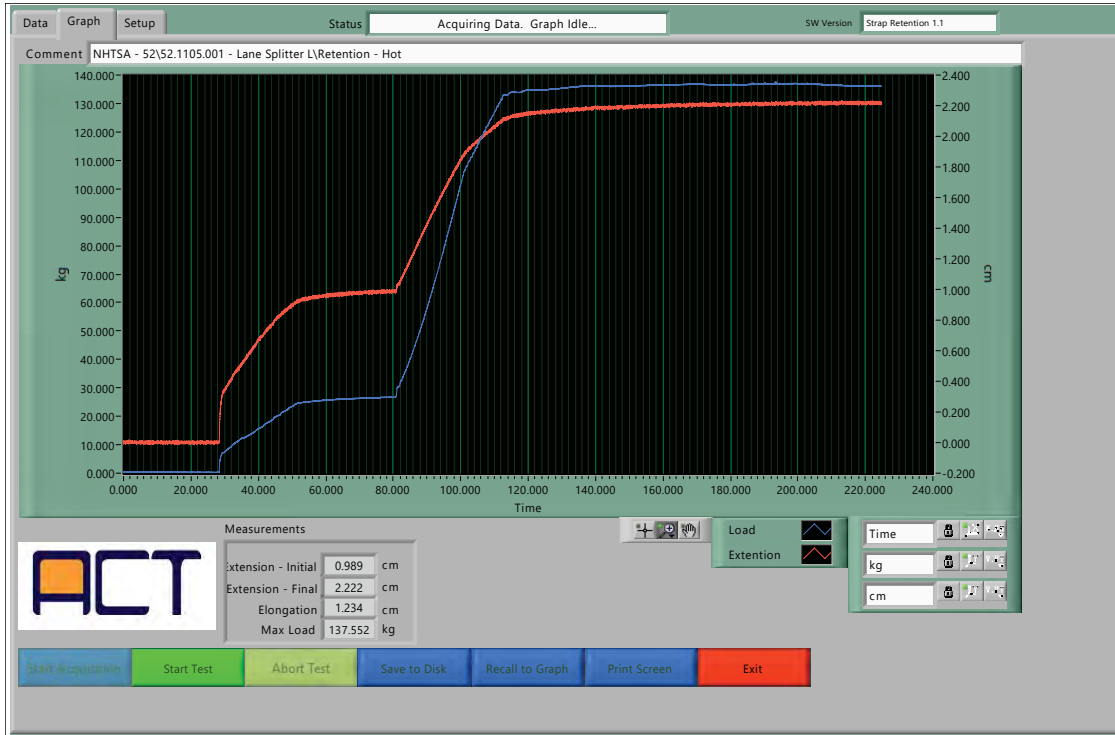 Data Graph Setup Status Acquiring Data. Graph Idle... SW Version Strap Retention 1.1
Comment NHTSA - 52\52.1105.001 - Lane Splitter L\Retention - Hot
140.000
130.000
120.000
110.000
100.000
90.000
80.000
70.000
60.000
50.000
40.000
30.000
20.000
10.000
0.000
kg
2.400
2.200
2.000
1.800
1.600
1.400
1.200
1.000
0.800
0.600
0.400
0.200
0.000
-0.200
cm
0.000 20.000 40.000 60.000 80.000 100.000 120.000 140.000 160.000 180.000 200.000 220.000 240.000
Time
Measurements
Extension - Initial 0.989 cm
Extension - Final 2.222 cm
Elongation 1.234 cm
Max Load 137.552 kg
Load
Extention
Time
kg
cm
ACT
Start Acquisition Start Test Abort Test Save to Disk Recall to Graph Print Screen Exit